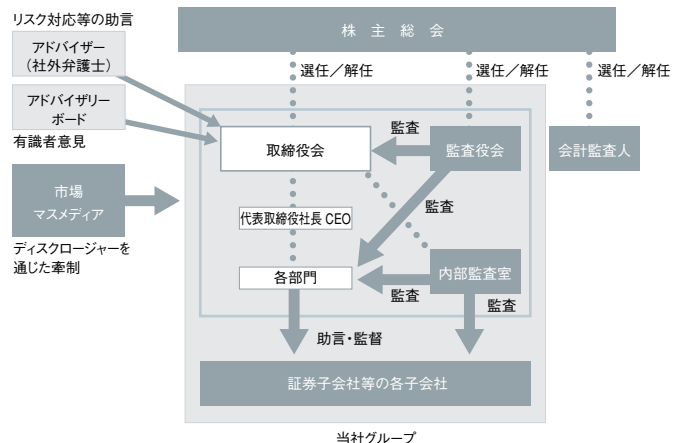 リスク対応等の助言
アドバイザー
（社外弁護士）
アドバイザリー
ボード
有識者意見
市場
マスメディア
ディスクロージャーを
通じた牽制
株 主 総 会
選任／解任
選任／解任
選任／解任
取締役会
監査
監査役会
会計監査人
監査
代表取締役社長 CEO
各部門
監査
内部監査室
監査
助言・監督
証券子会社等の各子会社
当社グループ